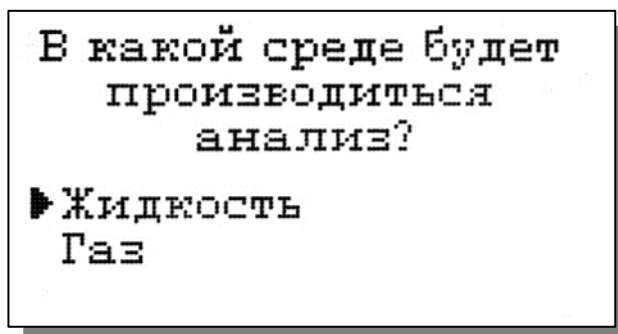 В какой среде будет
производиться
анализ?
Жидкость
Газ